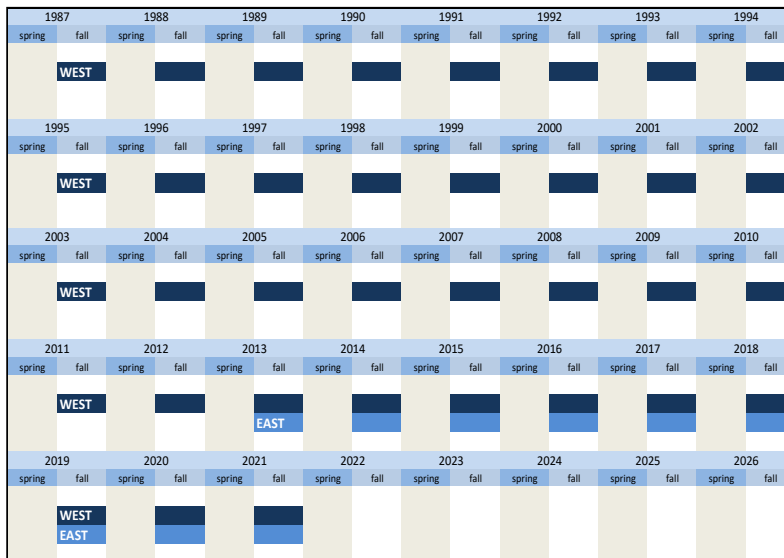 1987 1988 1989 1990 1991 1992 1993 1994
spring fall spring fall spring fall spring fall spring fall spring fall spring fall spring fall
WEST
1995 1996 1997 1998 1999 2000 2001 2002
spring fall spring fall spring fall spring fall spring fall spring fall spring fall spring fall
WEST
2003 2004 2005 2006 2007 2008 2009 2010
spring fall spring fall spring fall spring fall spring fall spring fall spring fall spring fall
WEST
2011 2012 2013 2014 2015 2016 2017 2018
spring fall spring fall spring fall spring fall spring fall spring fall spring fall spring fall
WEST
EAST
2019 2020 2021 2022 2023 2024 2025 2026
spring fall spring fall spring fall spring fall spring fall spring fall spring fall spring fall
WEST
EAST